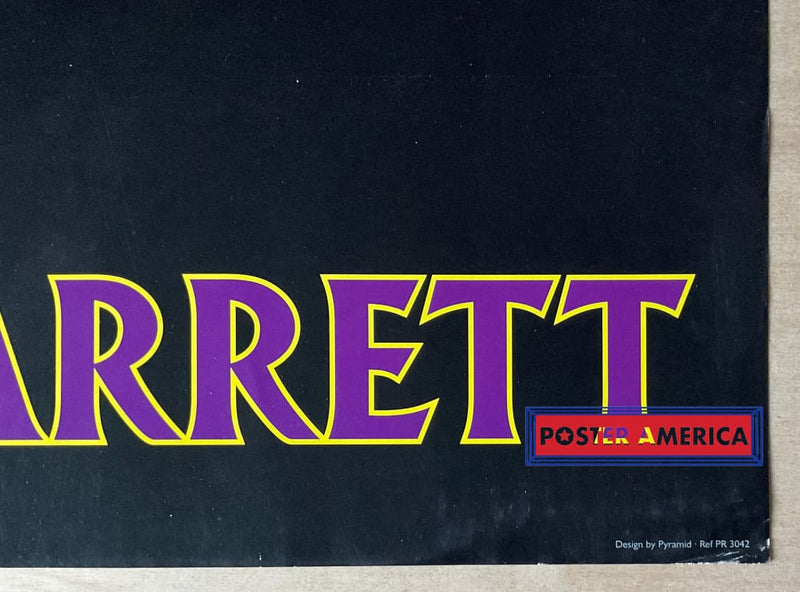 ARRETT
POSTER AMERICA
Design by Pyramid · Ref PR 3042